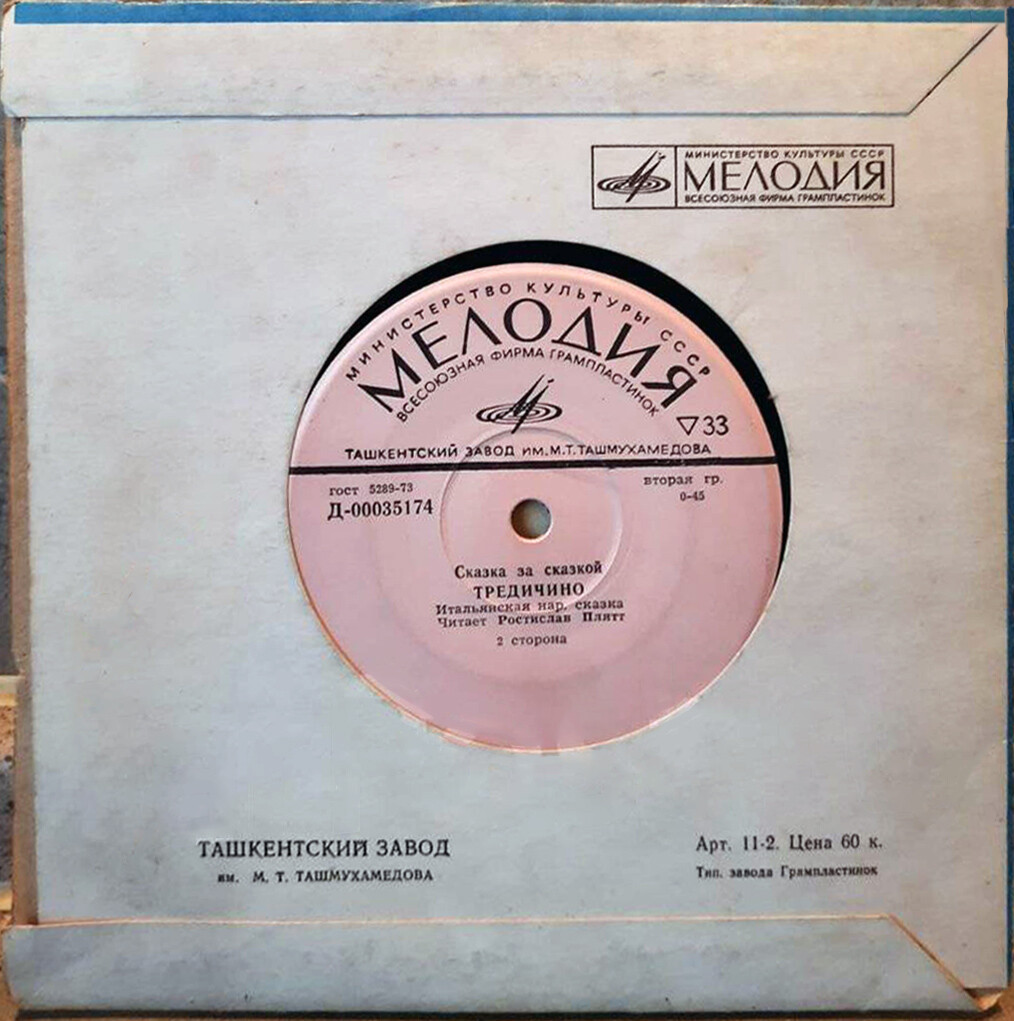 МИНИСТЕРСТВО КУЛЬТУРЫ СССР
МЕЛОДИЯ
ВСЕСОЮЗНАЯ ФИРМА ГРАМПЛАСТИНОК
МИНИСТЕРСТВО КУЛЬТУРЫ СССР
МЕЛОДИЯ
ВСЕСОЮЗНАЯ ФИРМА ГРАМПЛАСТИНОК
▽33
ТАШКЕНТСКИЙ ЗАВОД ИМ.М.Т.ТАШМУХАМЕДОВА
гост 5289-73
Д-00035174
вторая гр.
0-45
Сказка за сказкой
ТРЕДИЧИНО
Итальянская нар. сказка
Читает Ростислав Плятт
2 сторона
ТАШКЕНТСКИЙ ЗАВОД
им. М. Т. ТАШМУХАМЕДОВА
Арт. 11-2. Цена 60 к.
Тип. завода Грампластинок